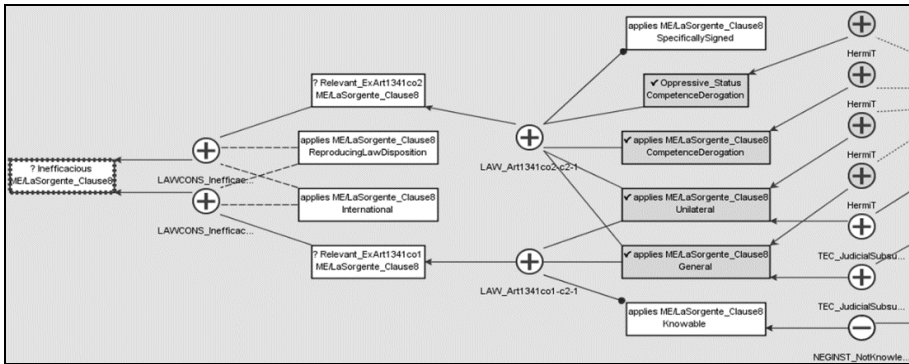 applies ME/LaSorgente_Clause8
SpecificallySigned
HermiT
? Relevant_ExArt1341co2
ME/LaSorgente_Clause8
✔ Oppressive_Status
CompetenceDerogation
HermiT
applies ME/LaSorgente_Clause8
ReproducingLawDisposition
LAW_Art1341co2-c2-1
✔ applies ME/LaSorgente_Clause8
CompetenceDerogation
HermiT
? Inefficacious
ME/LaSorgente_Clause8
LAWCONS_Inefficac...
applies ME/LaSorgente_Clause8
International
✔ applies ME/LaSorgente_Clause8
Unilateral
HermiT
LAWCONS_Inefficac...
? Relevant_ExArt1341co1
ME/LaSorgente_Clause8
LAW_Art1341co1-c2-1
✔ applies ME/LaSorgente_Clause8
General
TEC_JudicialSubsu...
applies ME/LaSorgente_Clause8
Knowable
TEC_JudicialSubsu...
NEGINST_NotKnowle...